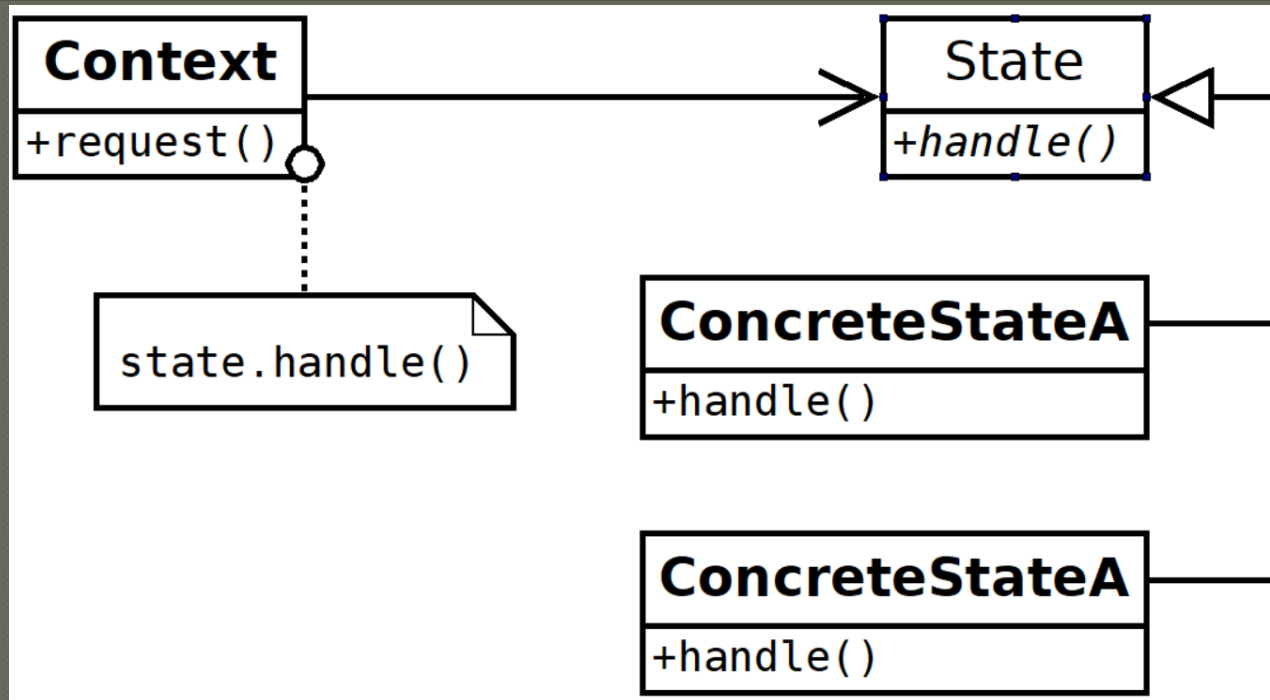 Context
+request()
State
+handle()
state.handle()
ConcreteStateA
+handle()
ConcreteStateA
+handle()